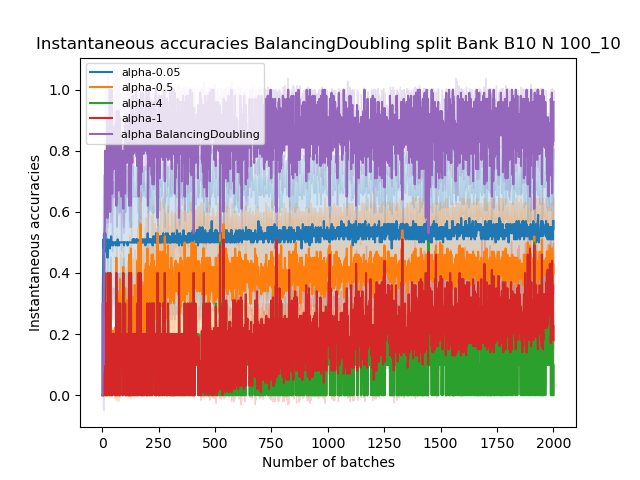 Instantaneous accuracies BalancingDoubling split Bank B10 N 100_10
alpha-0.05
alpha-0.5
alpha-4
alpha-1
alpha BalancingDoubling
Instantaneous accuracies
1.0
0.8
0.6
0.4
0.2
0.0
0 250 500 750 1000 1250 1500 1750 2000
Number of batches